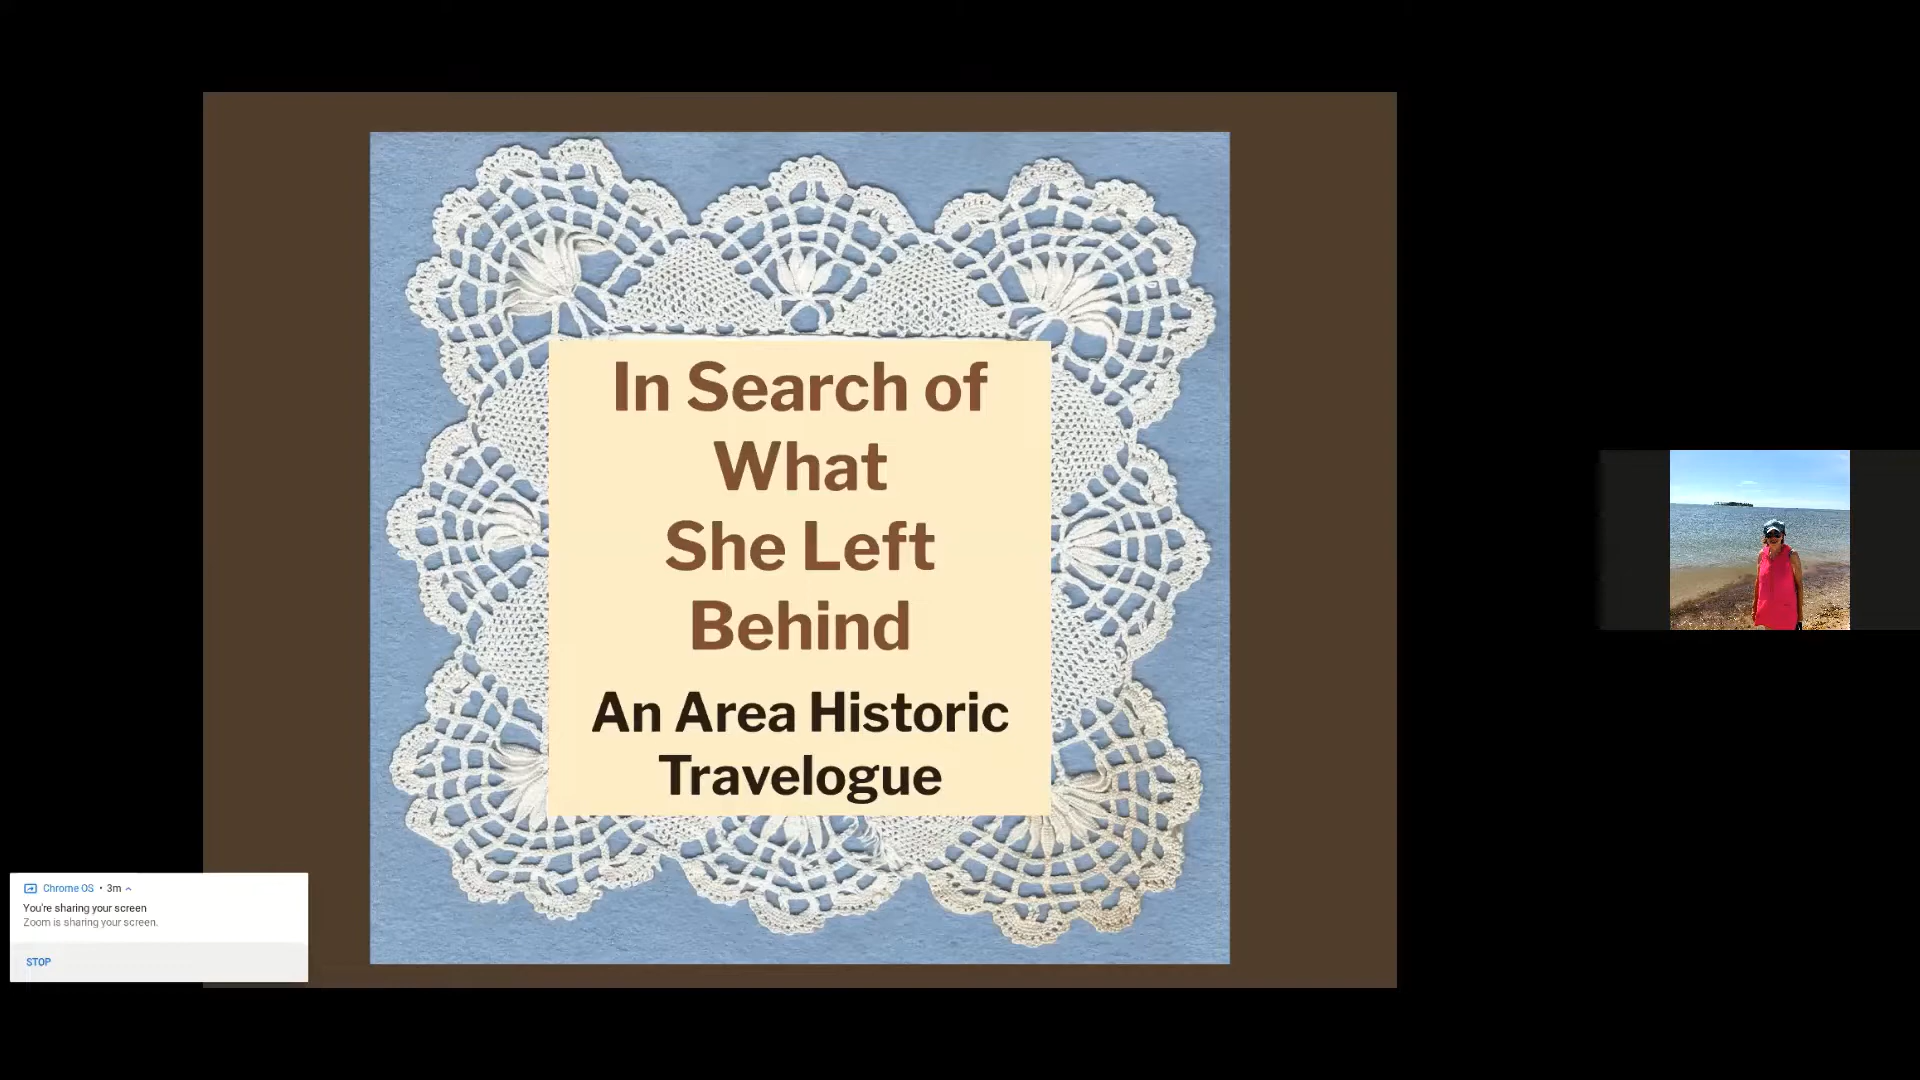 In Search of
What
She Left
Behind
An Area Historic
Travelogue
Chrome OS • 3m
You're sharing your screen
Zoom is sharing your screen.
STOP